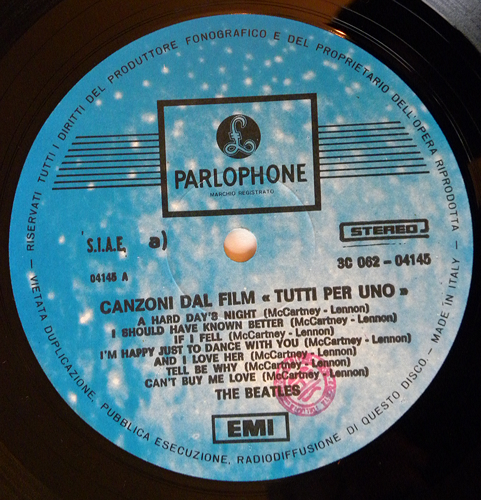 RISERVATI TUTTI I DIRITTI DEL PRODUTTORE FONOGRAFICO E DEL PROPRIETARIO DELL'OPERA RIPRODOTTA
£
PARLOPHONE
MARCHIO REGISTRATO
S.I.A.E. a)
STEREO
04145 A
3C 062-04145
CANZONI DAL FILM « TUTTI PER UNO »
A HARD DAY'S NIGHT (McCartney - Lennon)
I SHOULD HAVE KNOWN BETTER (McCartney - Lennon)
IF I FELL (McCartney - Lennon)
I'M HAPPY JUST TO DANCE WITH YOU (McCartney - Lennon)
AND I LOVE HER (McCartney - Lennon)
TELL BE WHY (McCartney - Lennon)
CAN'T BUY ME LOVE (McCartney - Lennon)
THE BEATLES
EMI
VIETATA DUPLICAZIONE, PUBBLICA ESECUZIONE, RADIODIFFUSIONE DI QUESTO DISCO - MADE IN ITALY -